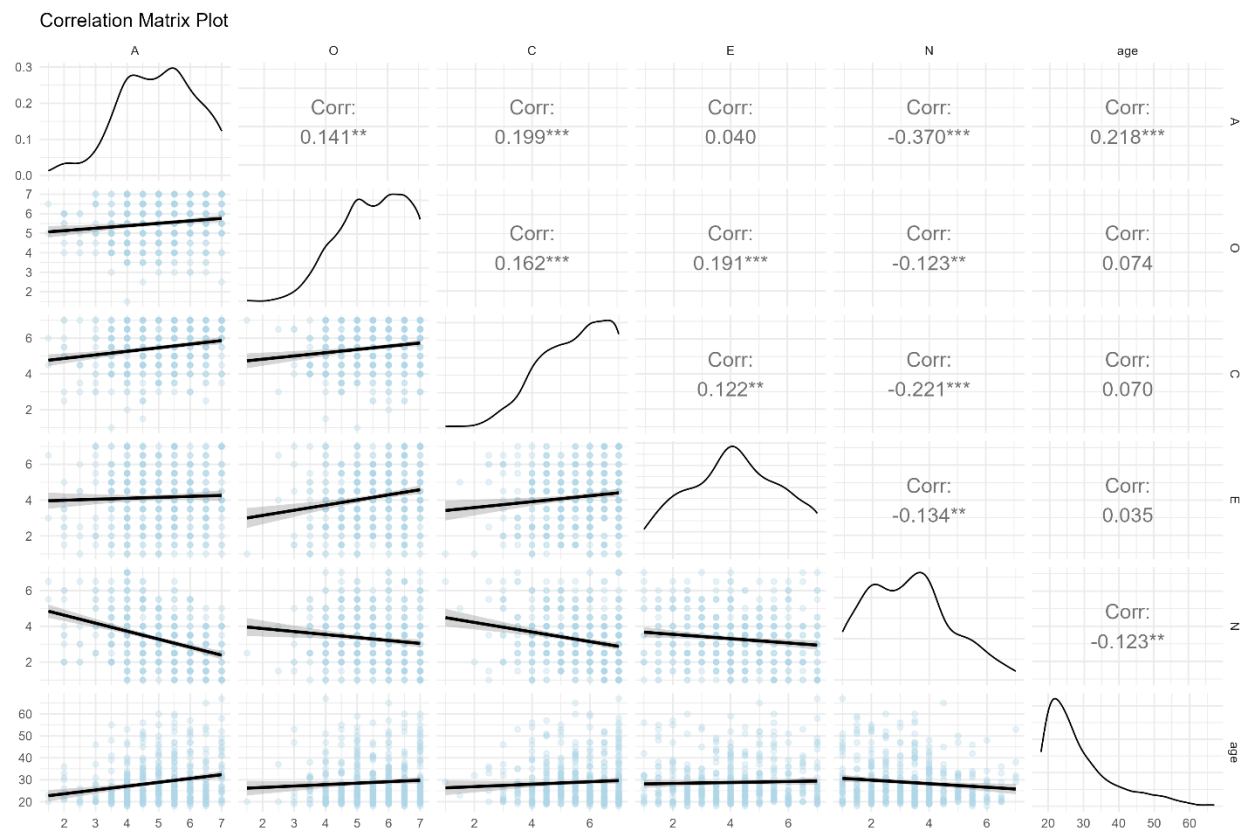 Correlation Matrix Plot
A O C E N age
0.3
0.2
0.1
0.0
Corr:
0.141**
Corr:
0.199***
Corr:
0.040
Corr:
-0.370***
Corr:
0.218***
A
7
6
5
4
3
2
Corr:
0.162***
Corr:
0.191***
Corr:
-0.123**
Corr:
0.074
O
6
4
2
Corr:
0.122**
Corr:
-0.221***
Corr:
0.070
C
6
4
2
Corr:
-0.134**
Corr:
0.035
E
6
4
2
Corr:
-0.123**
N
60
50
40
30
20
age
2 3 4 5 6 7 2 3 4 5 6 7 2 4 6 2 4 6 2 4 6 20 30 40 50 60